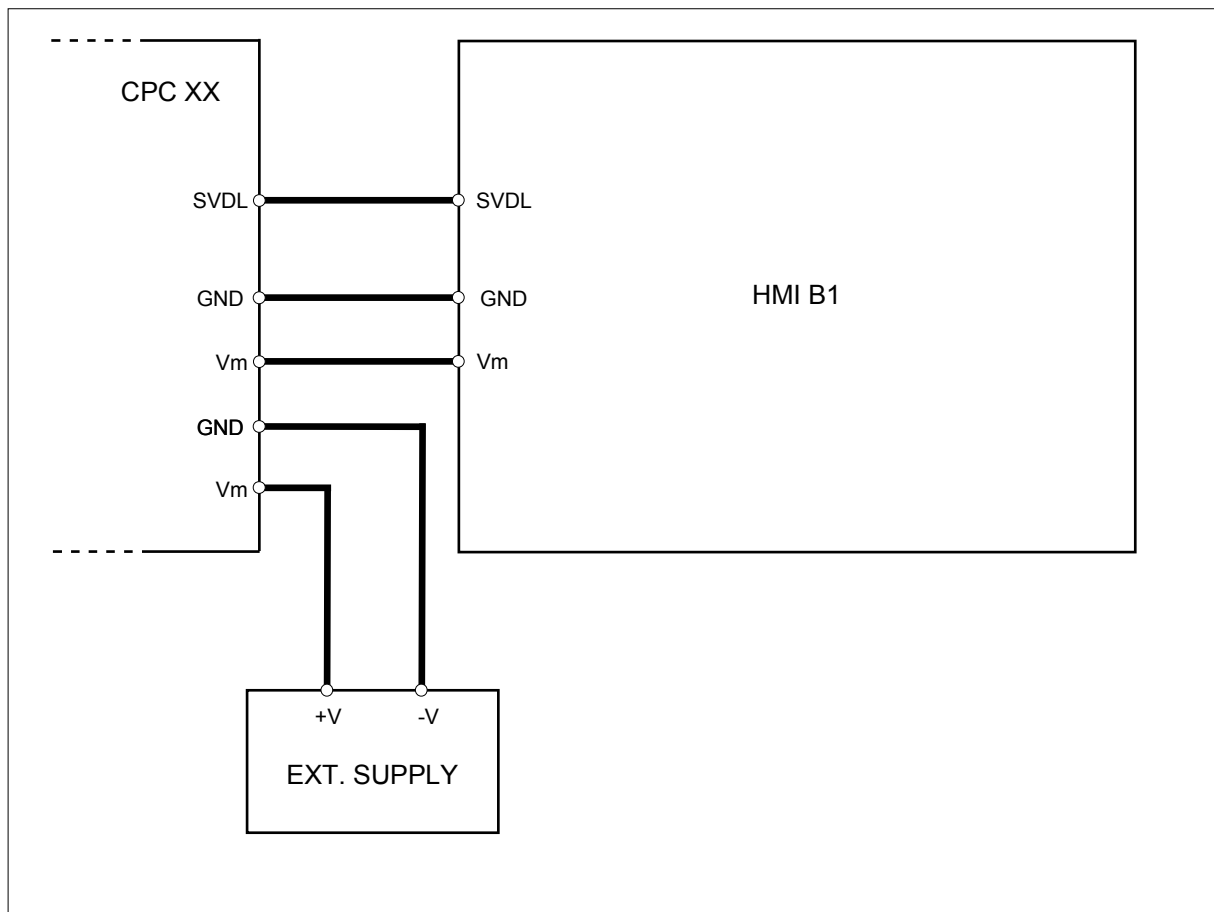 CPC XX
SVDL SVDL
GND GND
HMI B1
Vm Vm
GND
Vm
+V -V
EXT. SUPPLY